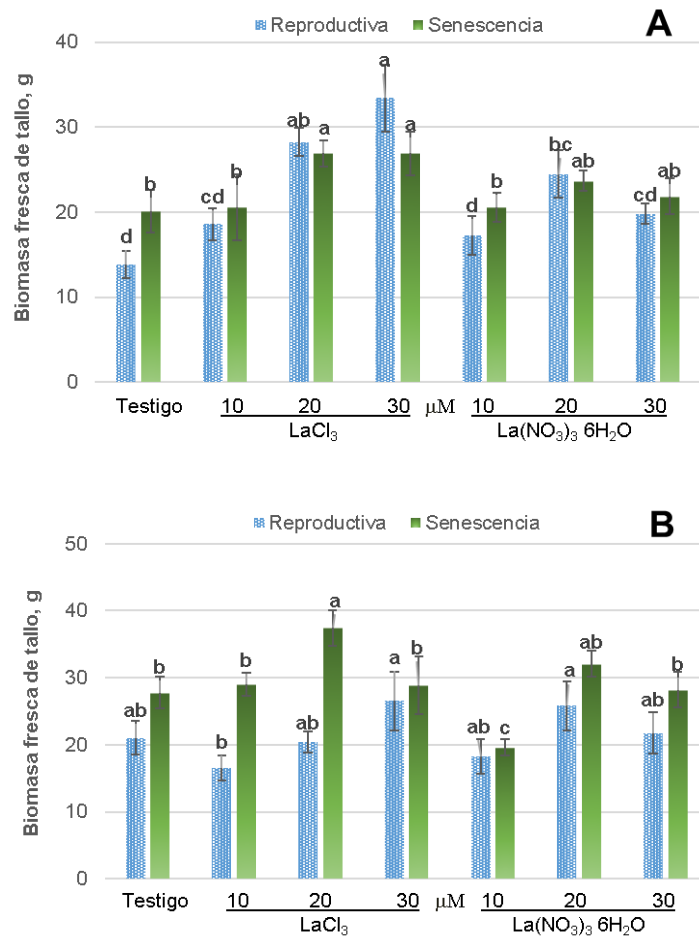 A
Reproductiva Senescencia
Biomasa fresca de tallo, g
40
30
20
10
0
d b cd b ab a a a d b bc ab cd ab
Testigo 10 20 30 μM 10 20 30
LaCl₃ La(NO₃)₃ 6H₂O
B
Reproductiva Senescencia
Biomasa fresca de tallo, g
50
40
30
20
10
0
ab b b b ab a a b ab c a ab ab b
Testigo 10 20 30 μM 10 20 30
LaCl₃ La(NO₃)₃ 6H₂O